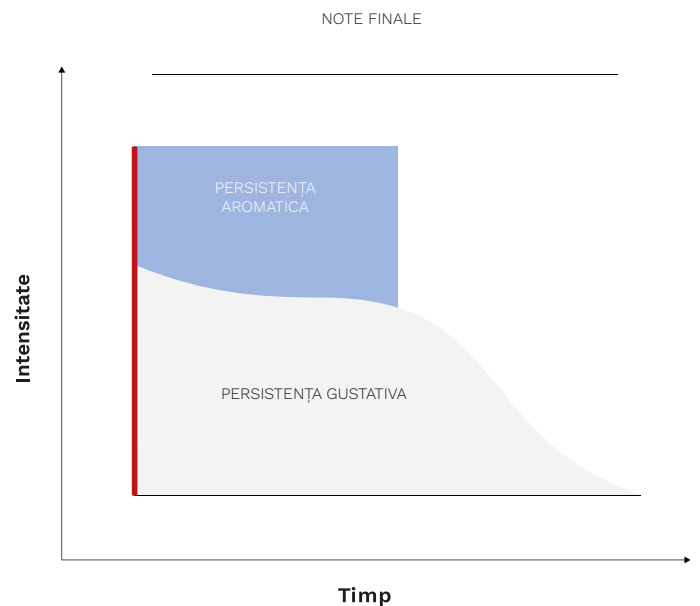 NOTE FINALE
PERSISTENȚA
AROMATICA
Intensitate
PERSISTENȚA GUSTATIVA
Timp